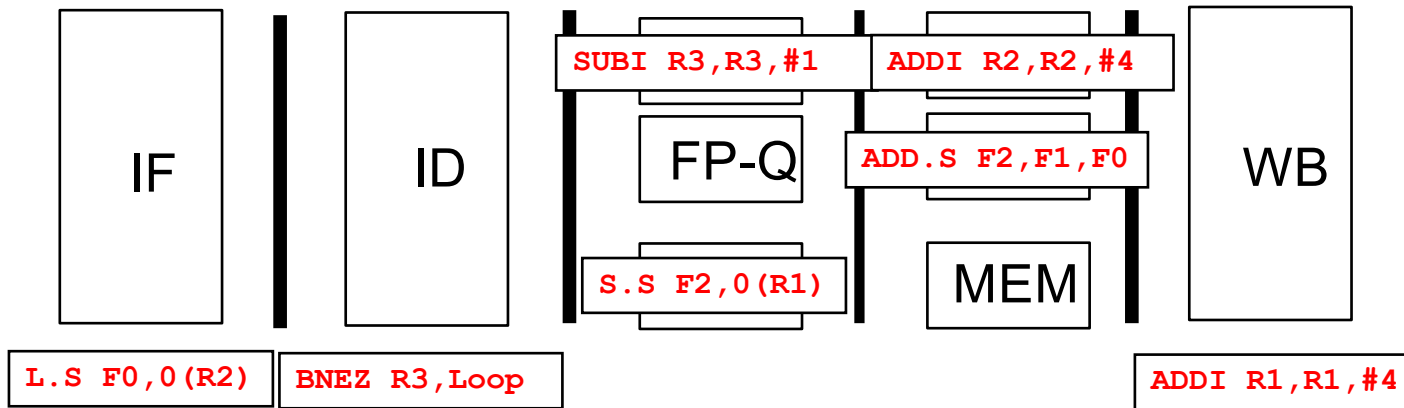 SUBI R3,R3,#1
ADDI R2,R2,#4
IF
ID
FP-Q
ADD.S F2,F1,F0
WB
S.S F2,0(R1)
MEM
L.S F0,0(R2)
BNEZ R3,Loop
ADDI R1,R1,#4